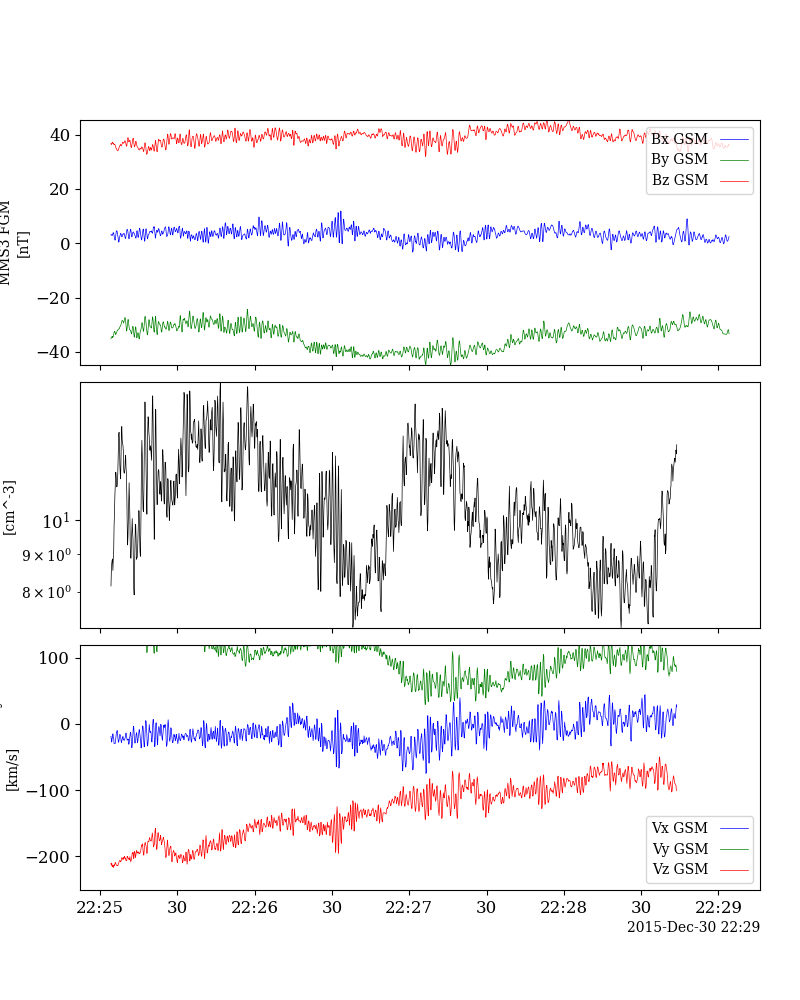 MMS3 FGM
[nT]
40
20
0
−20
−40
Bx GSM
By GSM
Bz GSM
[cm^-3]
10¹
9×10⁰
8×10⁰
[km/s]
100
0
−100
−200
Vx GSM
Vy GSM
Vz GSM
22:25 30 22:26 30 22:27 30 22:28 30 22:29
2015-Dec-30 22:29